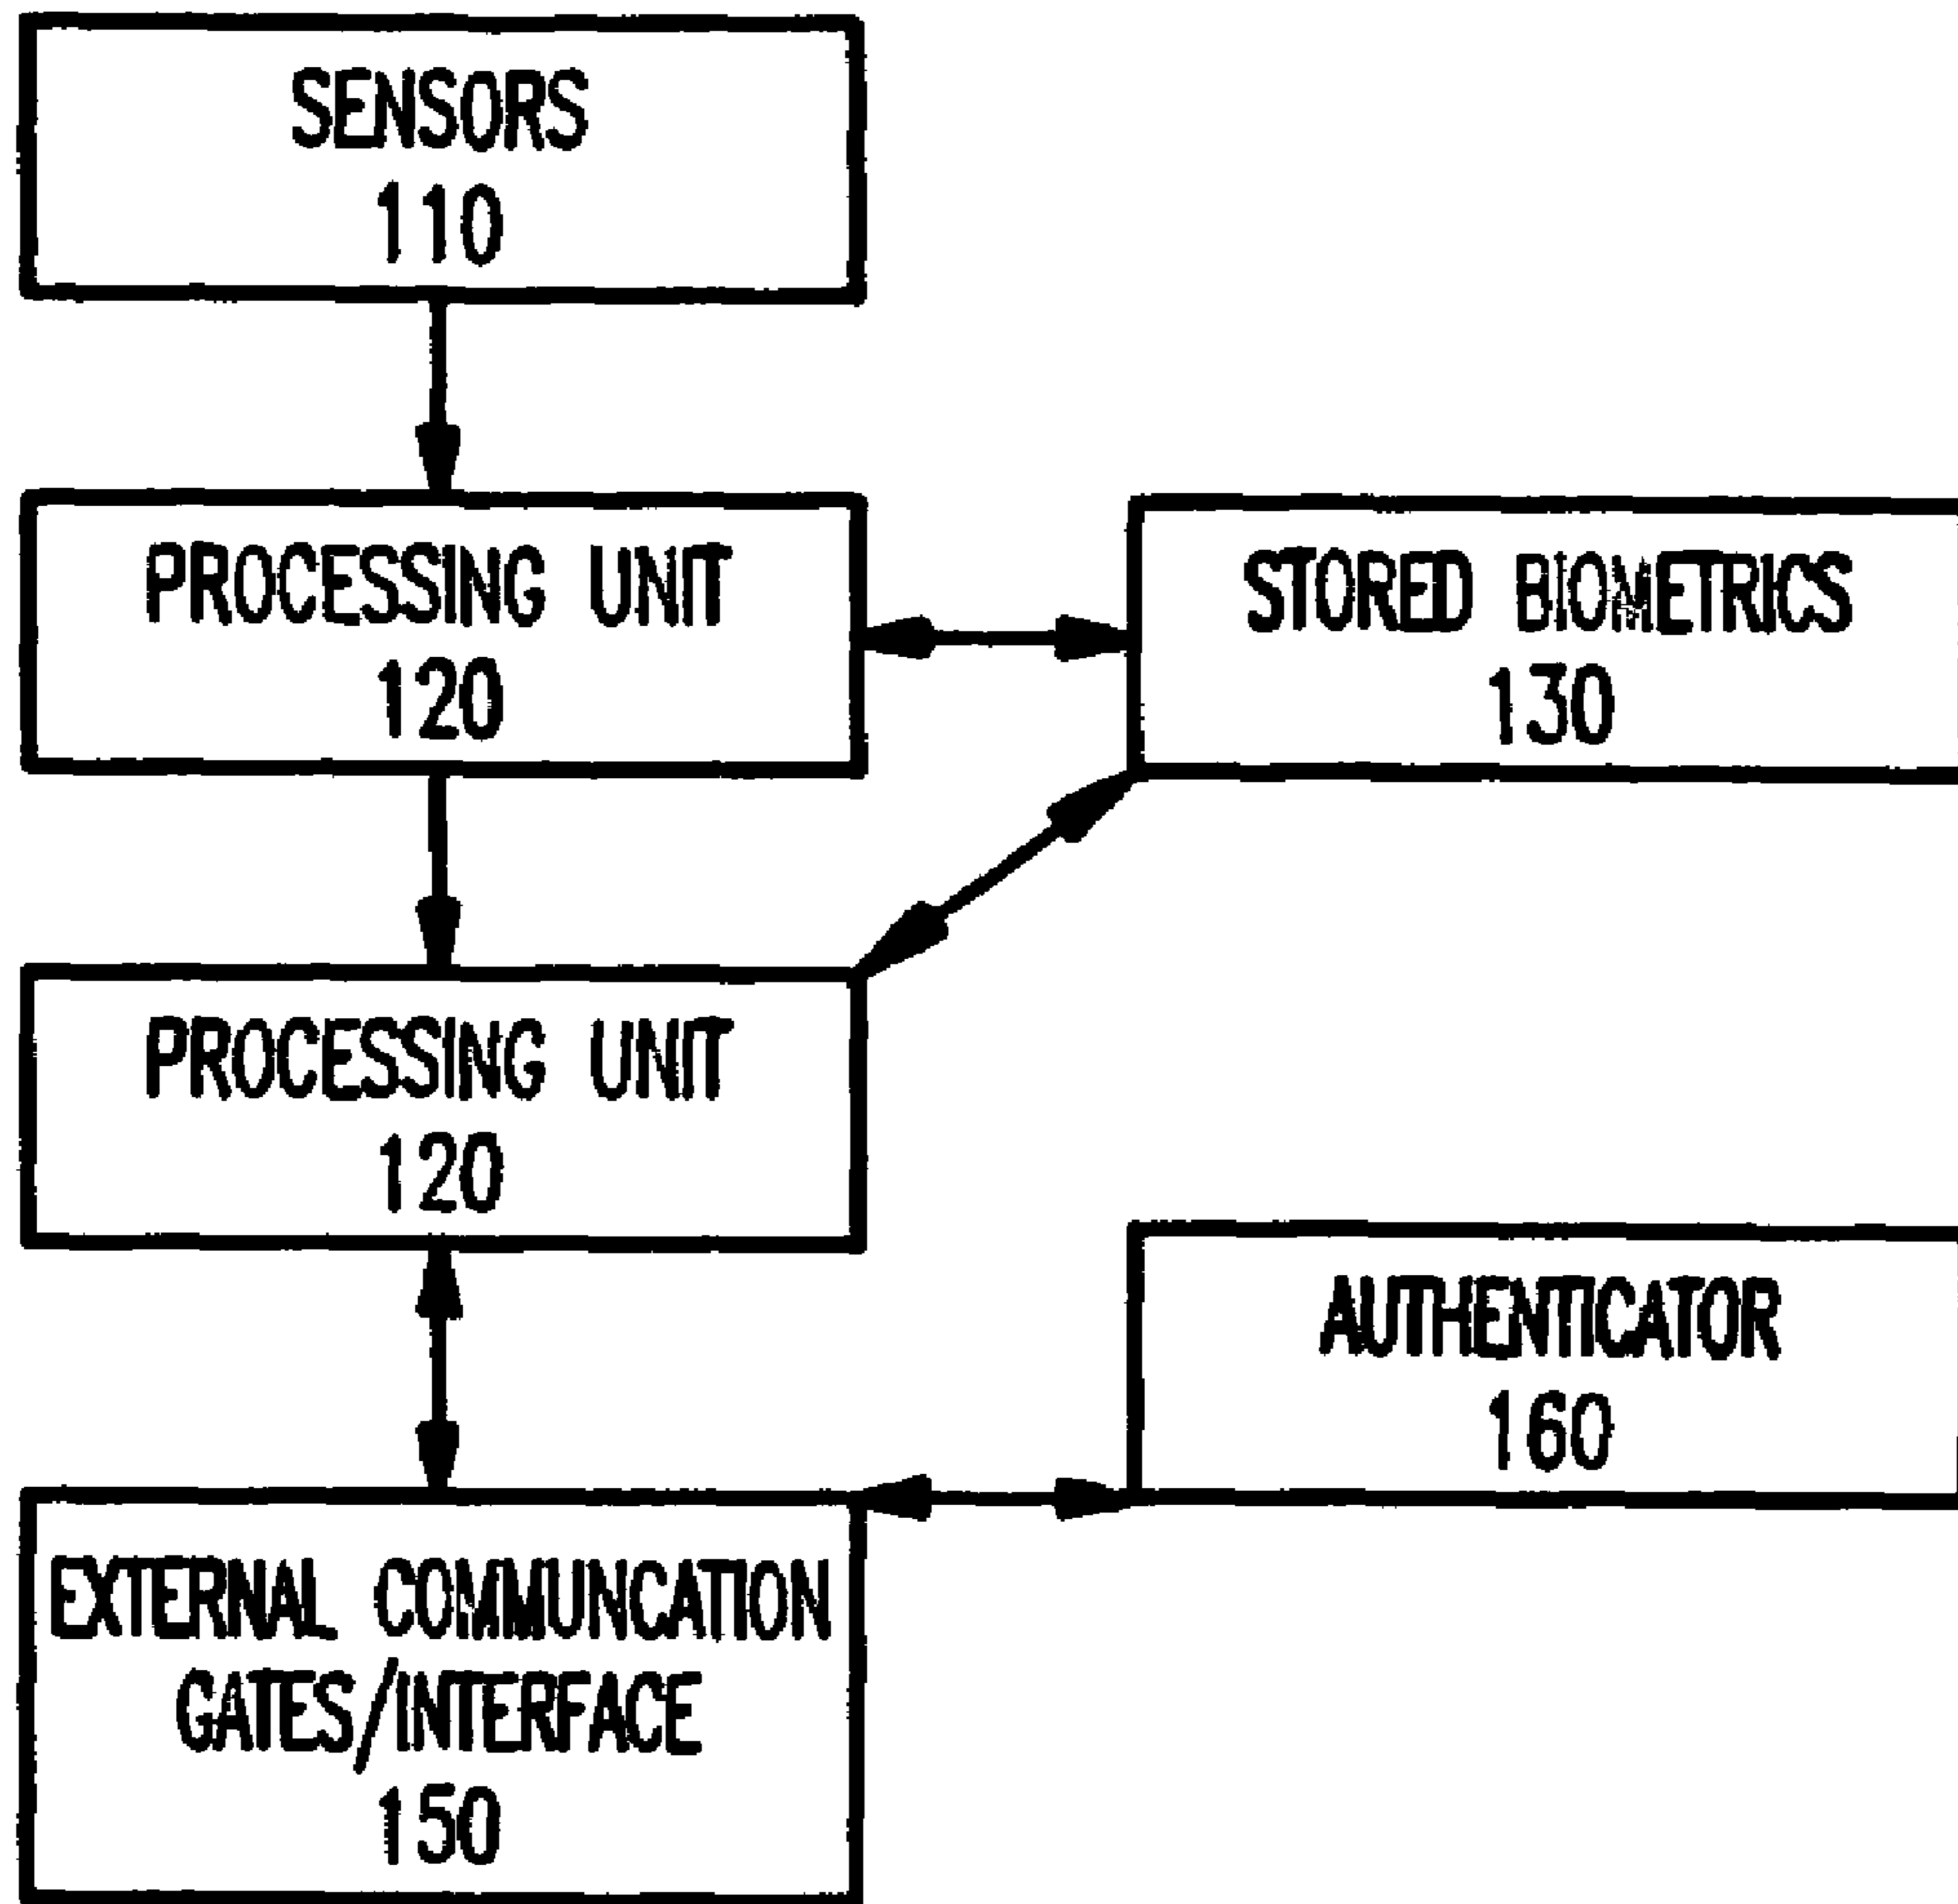 SENSORS
110
PROCESSING UNIT
120
STORED BIOMETRICS
130
PROCESSING UNIT
120
AUTHENTICATOR
160
EXTERNAL COMMUNCATION
GATES/INTERFACE
150